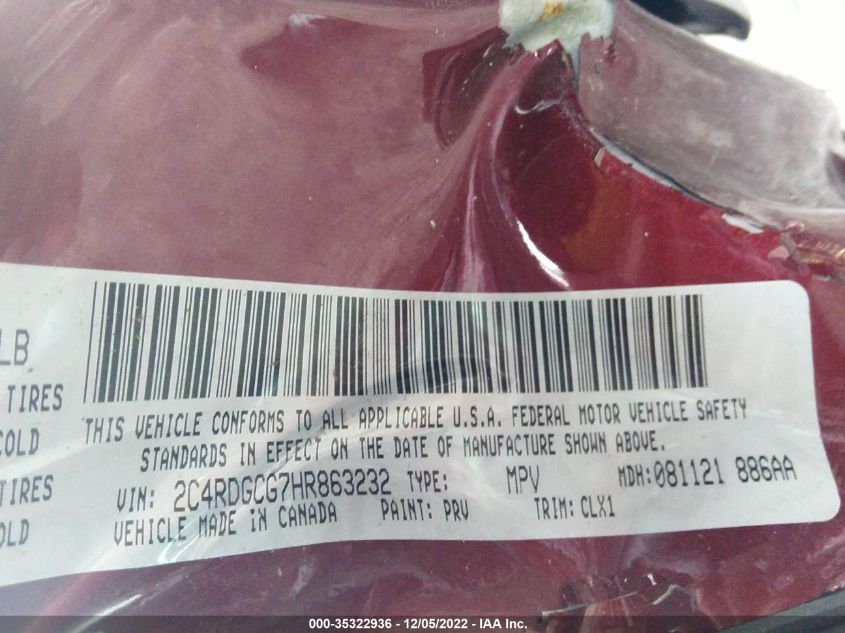 LB
TIRES
COLD
TIRES
OLD
THIS VEHICLE CONFORMS TO ALL APPLICABLE U.S.A. FEDERAL MOTOR VEHICLE SAFETY
STANDARDS IN EFFECT ON THE DATE OF MANUFACTURE SHOWN ABOVE.
VIN: 2C4RDGCG7HR863232 TYPE: MPV MDH:081121 886AA
VEHICLE MADE IN CANADA PAINT: PRV TRIM: CLX1
000-35322936 - 12/05/2022 - IAA Inc.